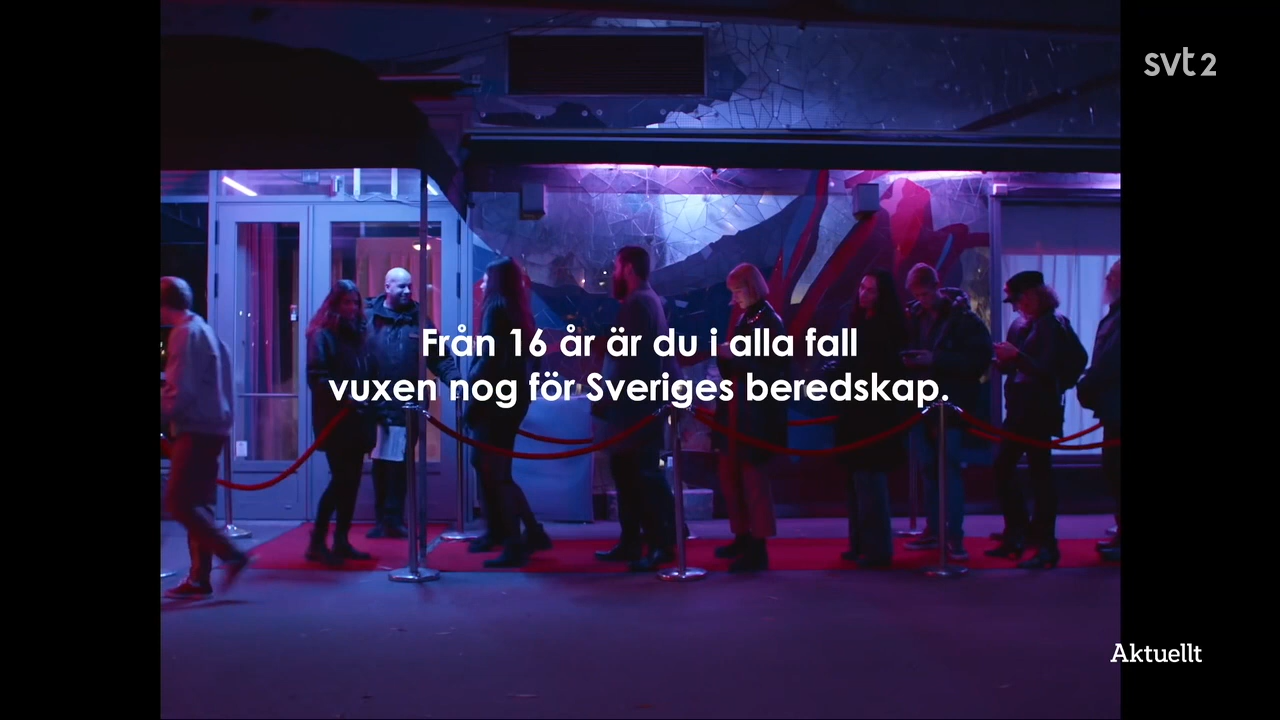 svt2
Från 16 år är du i alla fall
vuxen nog för Sveriges beredskap.
Aktuellt